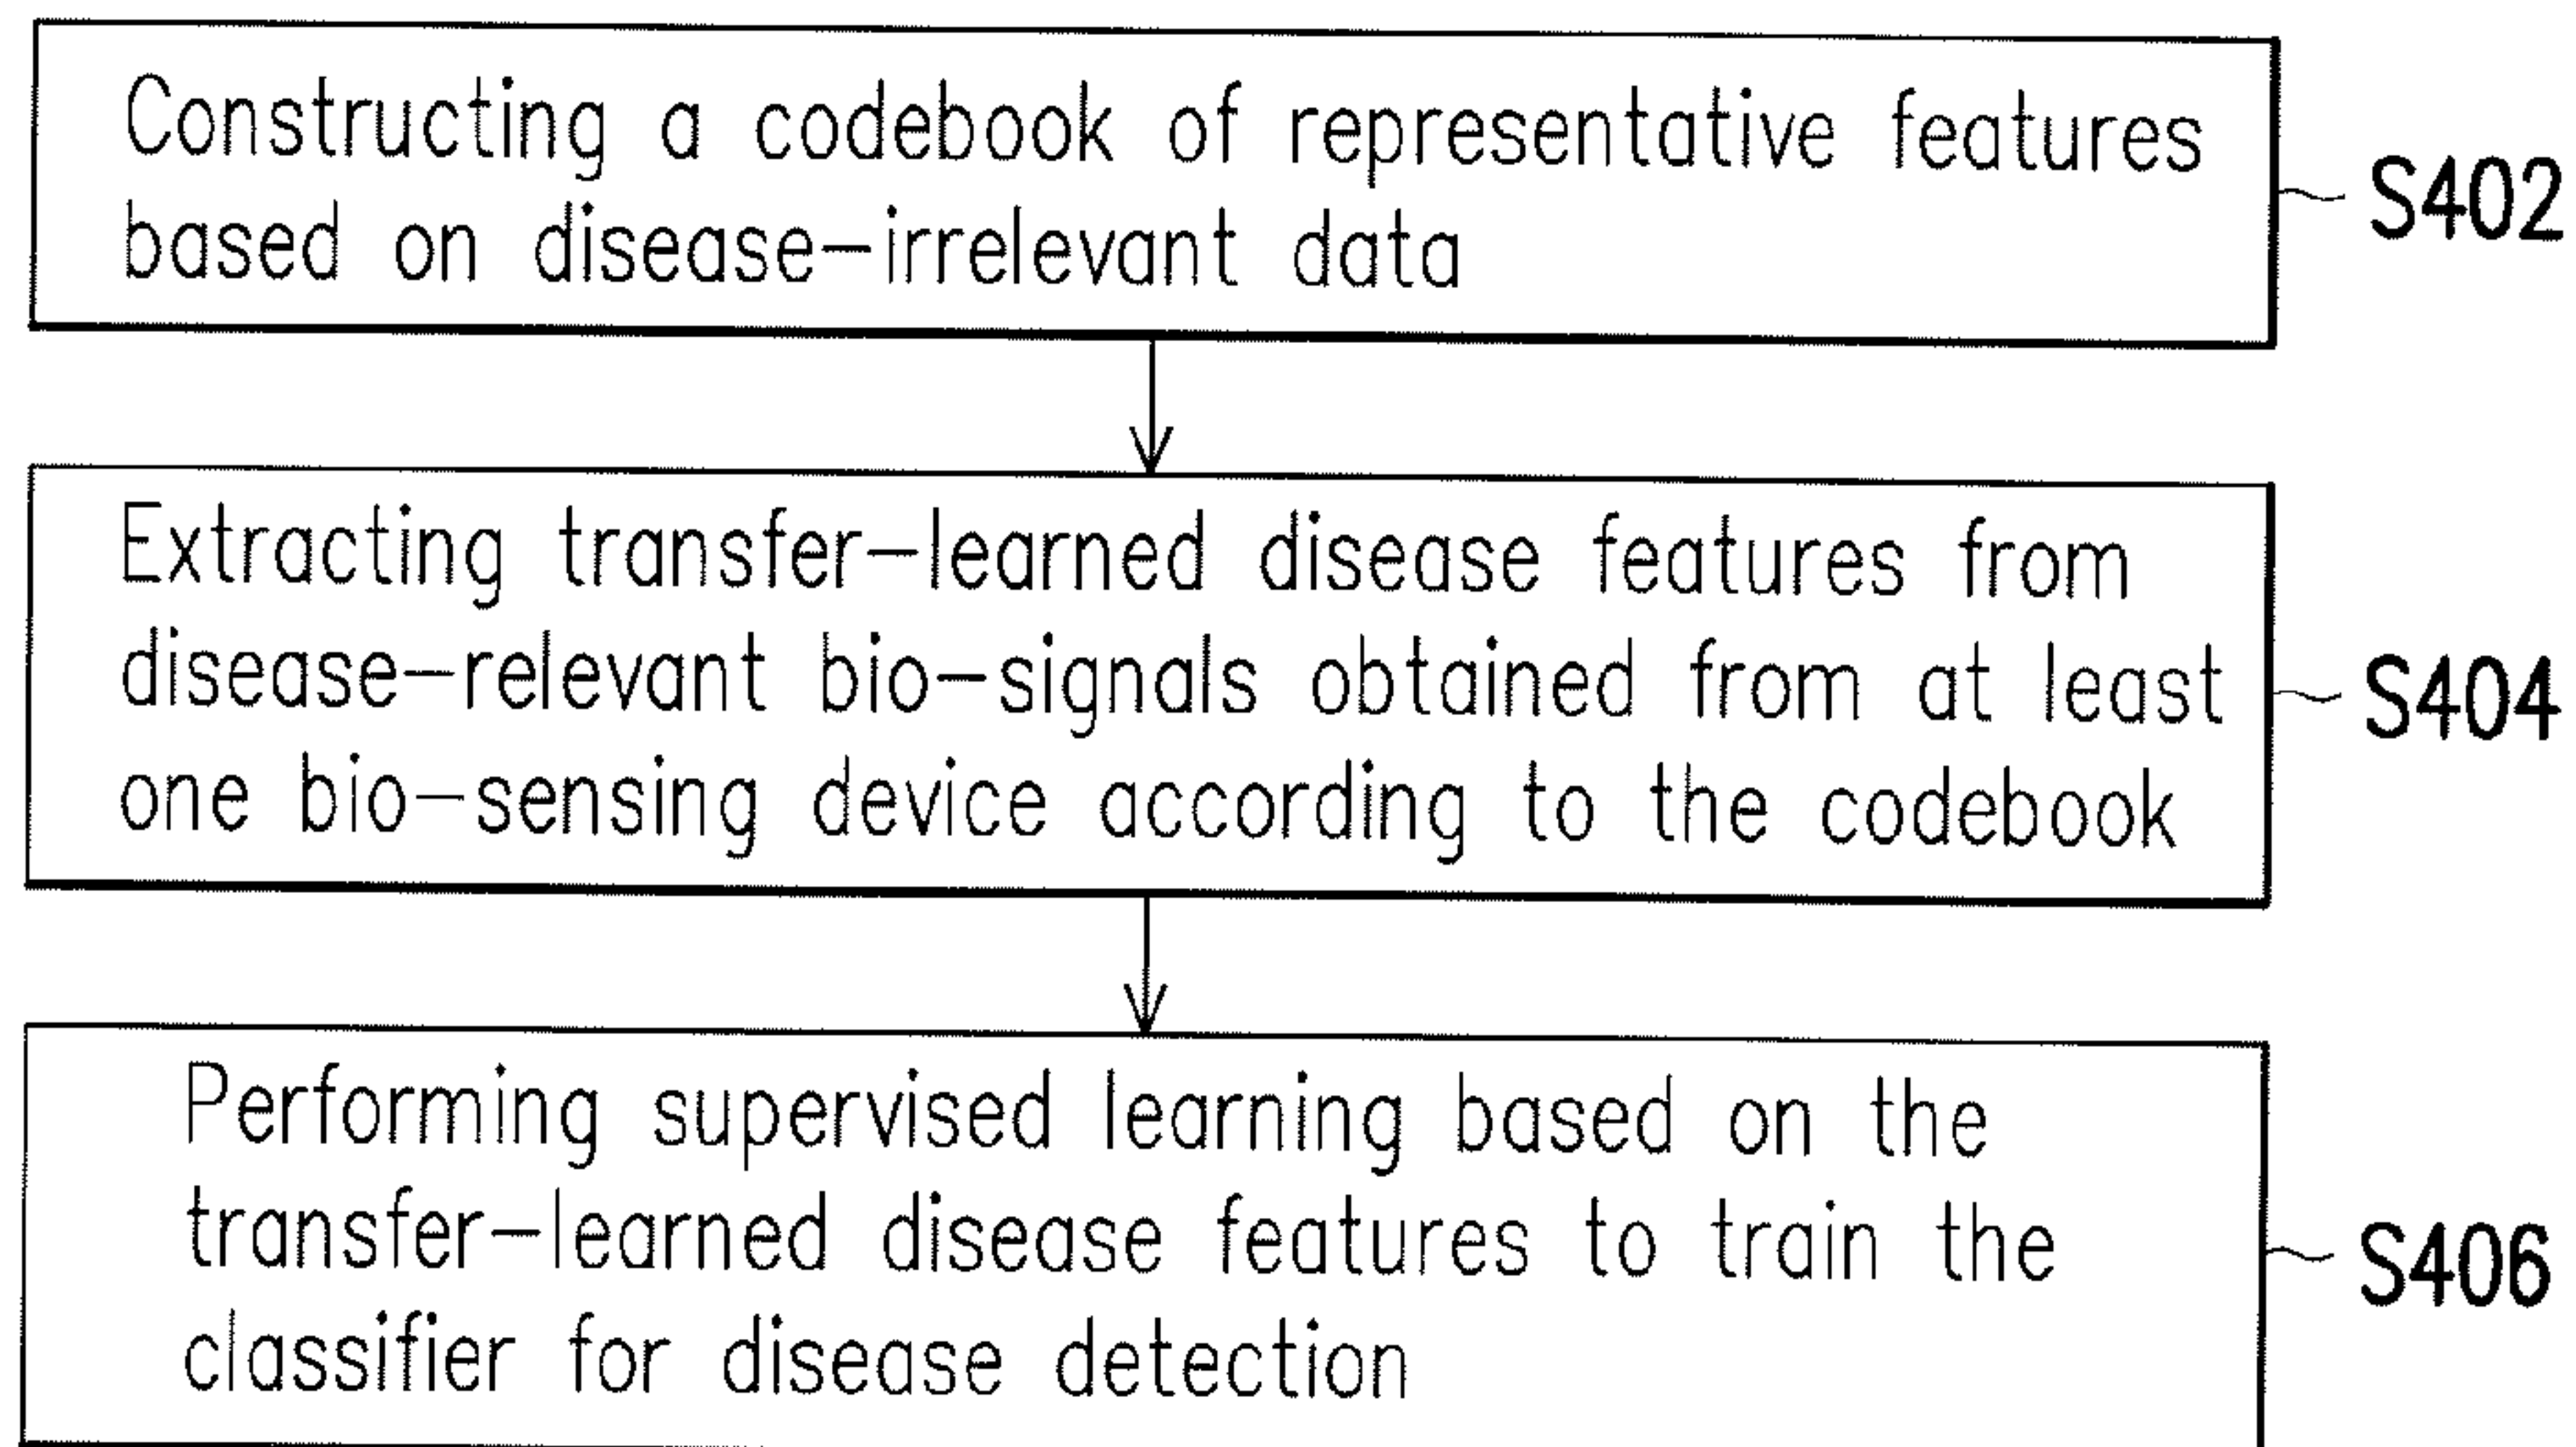 Constructing a codebook of representative features
based on disease-irrelevant data
S402
Extracting transfer-learned disease features from
disease-relevant bio-signals obtained from at least
one bio-sensing device according to the codebook
S404
Performing supervised learning based on the
transfer-learned disease features to train the
classifier for disease detection
S406